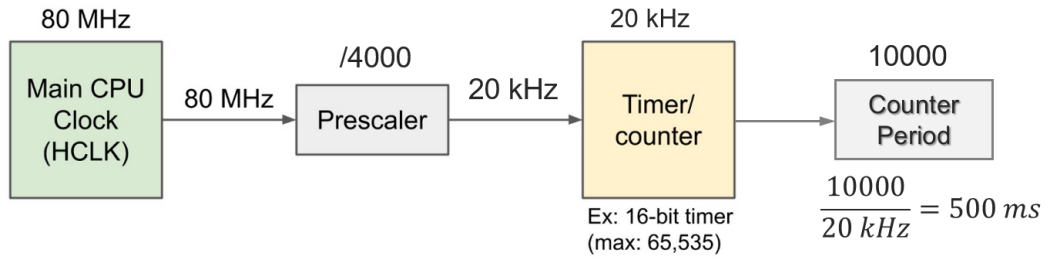 80 MHz
Main CPU
Clock
(HCLK)
80 MHz
/4000
Prescaler
20 kHz
20 kHz
Timer/
counter
Ex: 16-bit timer
(max: 65,535)
10000
Counter
Period
10000
20 kHz
= 500 ms